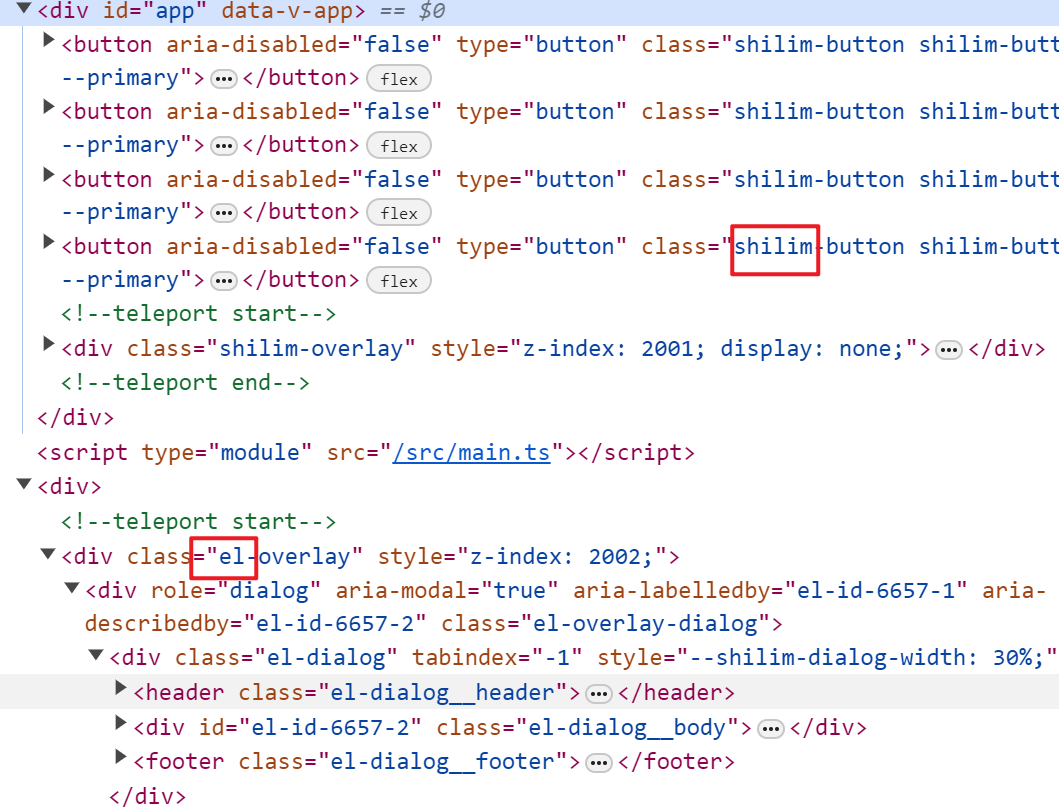 ▼<div id="app" data-v-app> == $0
▶<button aria-disabled="false" type="button" class="shilim-button shilim-butt
--primary">…</button> flex
▶<button aria-disabled="false" type="button" class="shilim-button shilim-butt
--primary">…</button> flex
▶<button aria-disabled="false" type="button" class="shilim-button shilim-butt
--primary">…</button> flex
▶<button aria-disabled="false" type="button" class="shilim-button shilim-butt
--primary">…</button> flex
<!--teleport start-->
▶<div class="shilim-overlay" style="z-index: 2001; display: none;">…</div>
<!--teleport end-->
</div>
<script type="module" src="/src/main.ts"></script>
▼<div>
<!--teleport start-->
▼<div class="el-overlay" style="z-index: 2002;">
▼<div role="dialog" aria-modal="true" aria-labelledby="el-id-6657-1" aria-
describedby="el-id-6657-2" class="el-overlay-dialog">
▼<div class="el-dialog" tabindex="-1" style="--shilim-dialog-width: 30%;"
▶<header class="el-dialog__header">…</header>
▶<div id="el-id-6657-2" class="el-dialog__body">…</div>
▶<footer class="el-dialog__footer">…</footer>
</div>